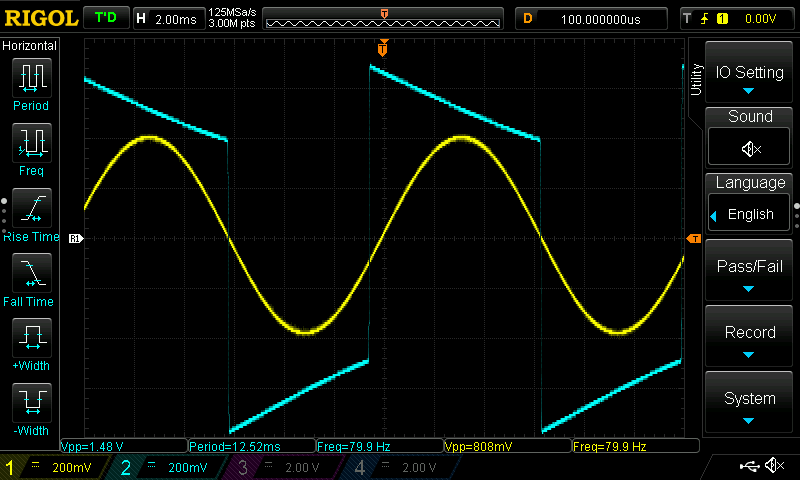 RIGOL T'D H 2.00ms 125MSa/s D 100.000000us T 1 0.00V
3.00M pts
T
Horizontal
Period
Freq
Rise Time
Fall Time
+Width
-Width
R1
T
Utility
IO Setting
Sound
Language
English
Pass/Fail
Record
System
Vpp=1.48 V Period=12.52ms Freq=79.9 Hz Vpp=808mV Freq=79.9 Hz
1 200mV 2 200mV 3 2.00 V 4 2.00 V